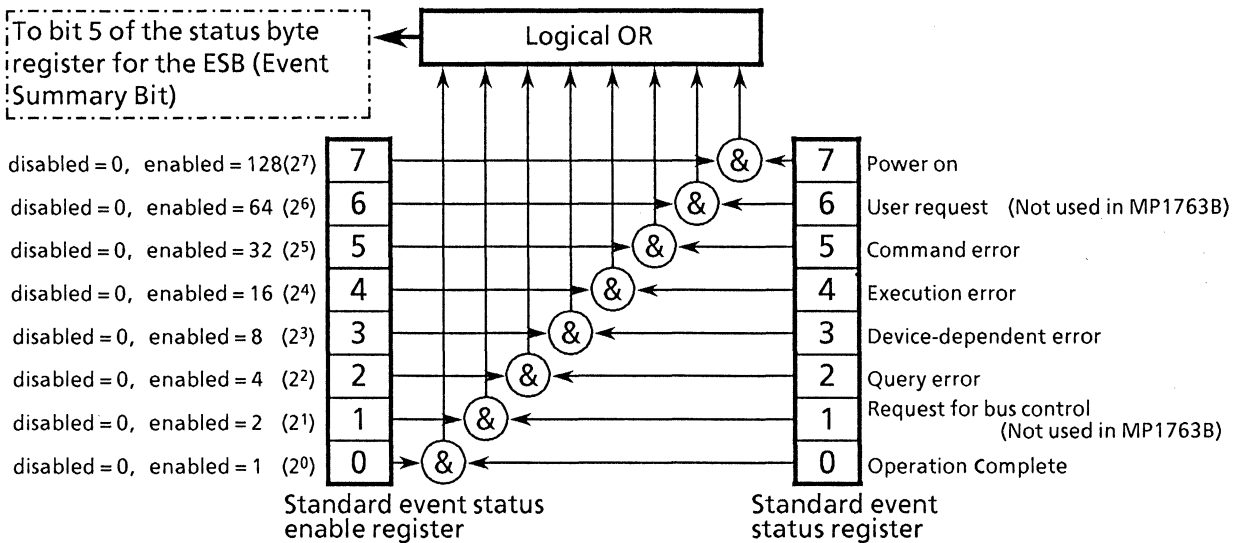 To bit 5 of the status byte
register for the ESB (Event
Summary Bit)
Logical OR
disabled = 0, enabled = 128(2⁷) 7 & 7 Power on
disabled = 0, enabled = 64 (2⁶) 6 & 6 User request (Not used in MP1763B)
disabled = 0, enabled = 32 (2⁵) 5 & 5 Command error
disabled = 0, enabled = 16 (2⁴) 4 & 4 Execution error
disabled = 0, enabled = 8 (2³) 3 & 3 Device-dependent error
disabled = 0, enabled = 4 (2²) 2 & 2 Query error
disabled = 0, enabled = 2 (2¹) 1 & 1 Request for bus control
(Not used in MP1763B)
disabled = 0, enabled = 1 (2⁰) 0 & 0 Operation Complete
Standard event status
enable register
Standard event
status register